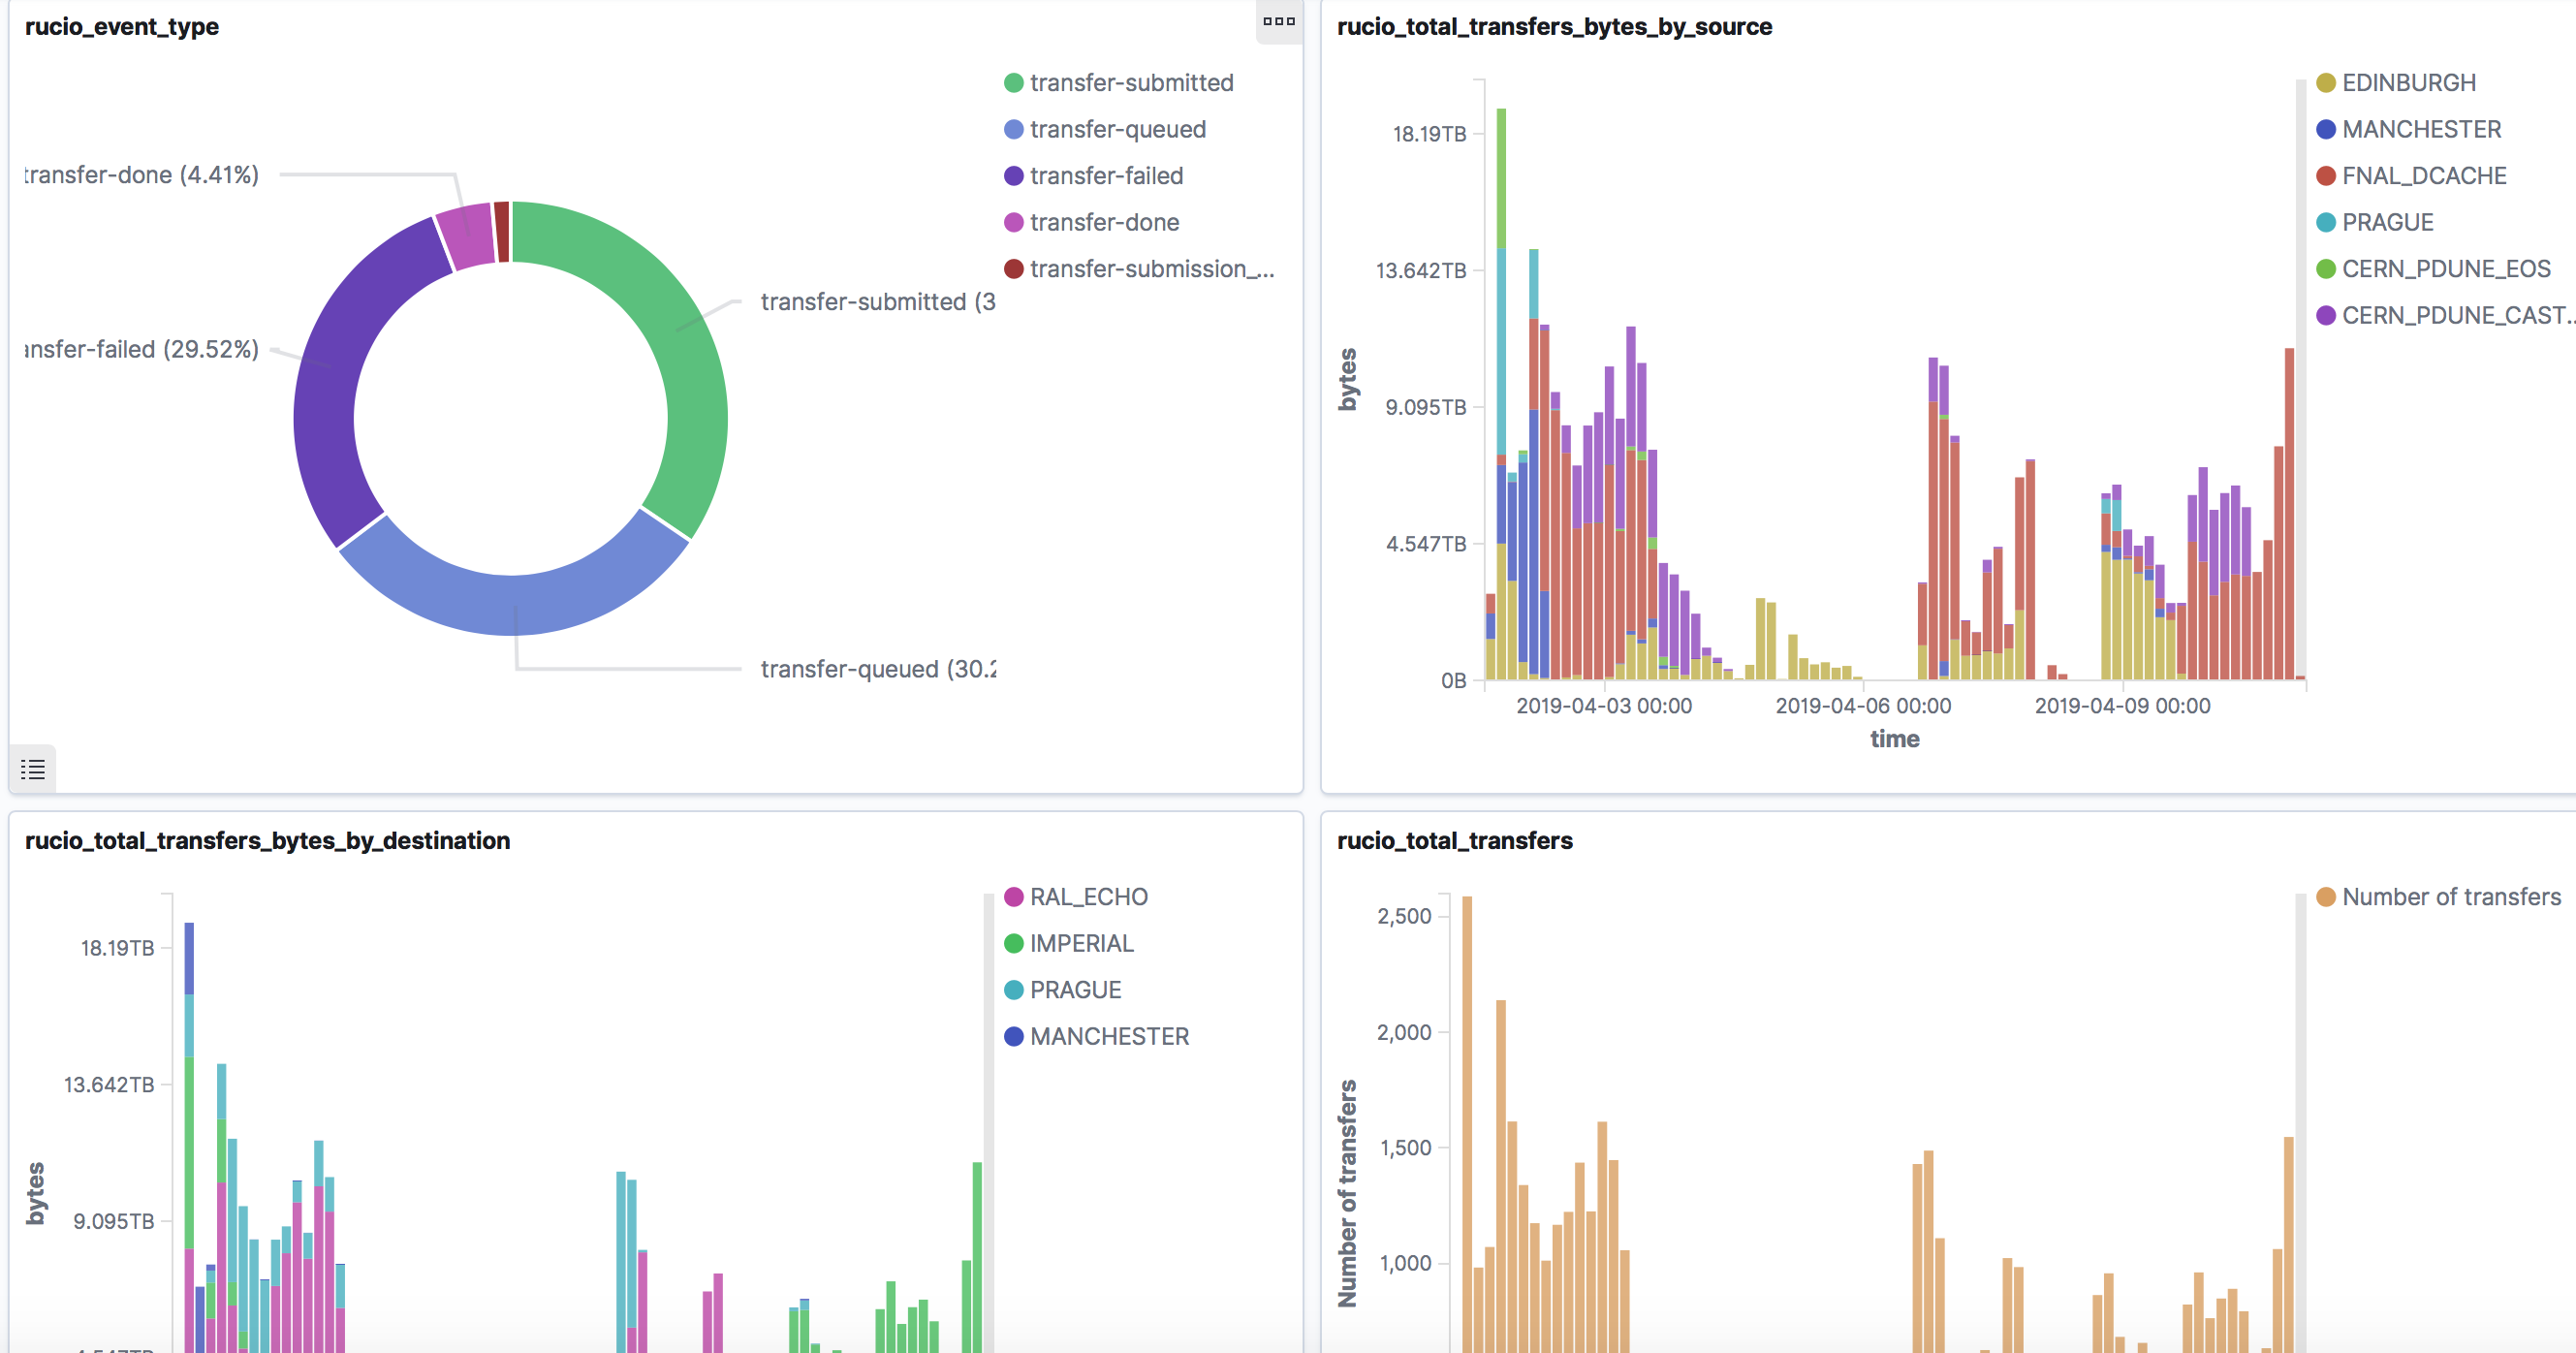 rucio_event_type
transfer-submitted
transfer-queued
transfer-failed
transfer-done
transfer-submission_...
transfer-done (4.41%)
transfer-submitted (3
ansfer-failed (29.52%)
transfer-queued (30.2
rucio_total_transfers_bytes_by_source
EDINBURGH
MANCHESTER
FNAL_DCACHE
PRAGUE
CERN_PDUNE_EOS
CERN_PDUNE_CAST..
18.19TB
13.642TB
9.095TB
4.547TB
0B
bytes
2019-04-03 00:00
2019-04-06 00:00
2019-04-09 00:00
time
rucio_total_transfers_bytes_by_destination
RAL_ECHO
IMPERIAL
PRAGUE
MANCHESTER
18.19TB
13.642TB
9.095TB
bytes
rucio_total_transfers
Number of transfers
2,500
2,000
1,500
1,000
Number of transfers